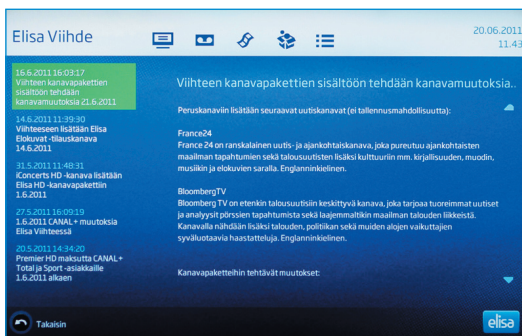 Elisa Viihde
20.06.2011
11.43
16.6.2011 16:03:17
Viihteen kanavapakettien
sisältöön tehdään
kanavamuutoksia 21.6.2011
14.6.2011 11:39:30
Viihteeseen lisätään Elisa
Elokuvat -tilauskanava
14.6.2011
31.5.2011 11:48:31
iConcerts HD -kanava lisätään
Elisa HD -kanavapakettiin
1.6.2011
27.5.2011 16:09:19
1.6.2011 CANAL+ muutoksia
Elisa Viihteessä
20.5.2011 14:34:20
Premier HD maksutta CANAL+
Total ja Sport -asiakkaille
1.6.2011 alkaen
Viihteen kanavapakettien sisältöön tehdään kanavamuutoksia..
Peruskanaviin lisätään seuraavat uutiskanavat (ei tallennusmahdollisuutta):
France24
France 24 on ranskalainen uutis- ja ajankohtaiskanava, joka pureutuu ajankohtaisten
maailman tapahtumien sekä talousuutisten lisäksi kulttuuriin mm. kirjallisuuden, muodin,
musiikin ja elokuvien saralla. Englanninkielinen.
BloombergTV
Bloomberg TV on etenkin talousuutisiin keskittyvä kanava, joka tarjoaa tuoreimmat uutiset
ja analyysit pörssien tapahtumista sekä laajemmaltikin maailman talouden liikkeistä.
Kanavalla nähdään lisäksi talouden, politiikan sekä muiden alojen vaikuttajien
syväluotaavia haastatteluja. Englanninkielinen.
Kanavapaketteihin tehtävät muutokset:
Takaisin
elisa